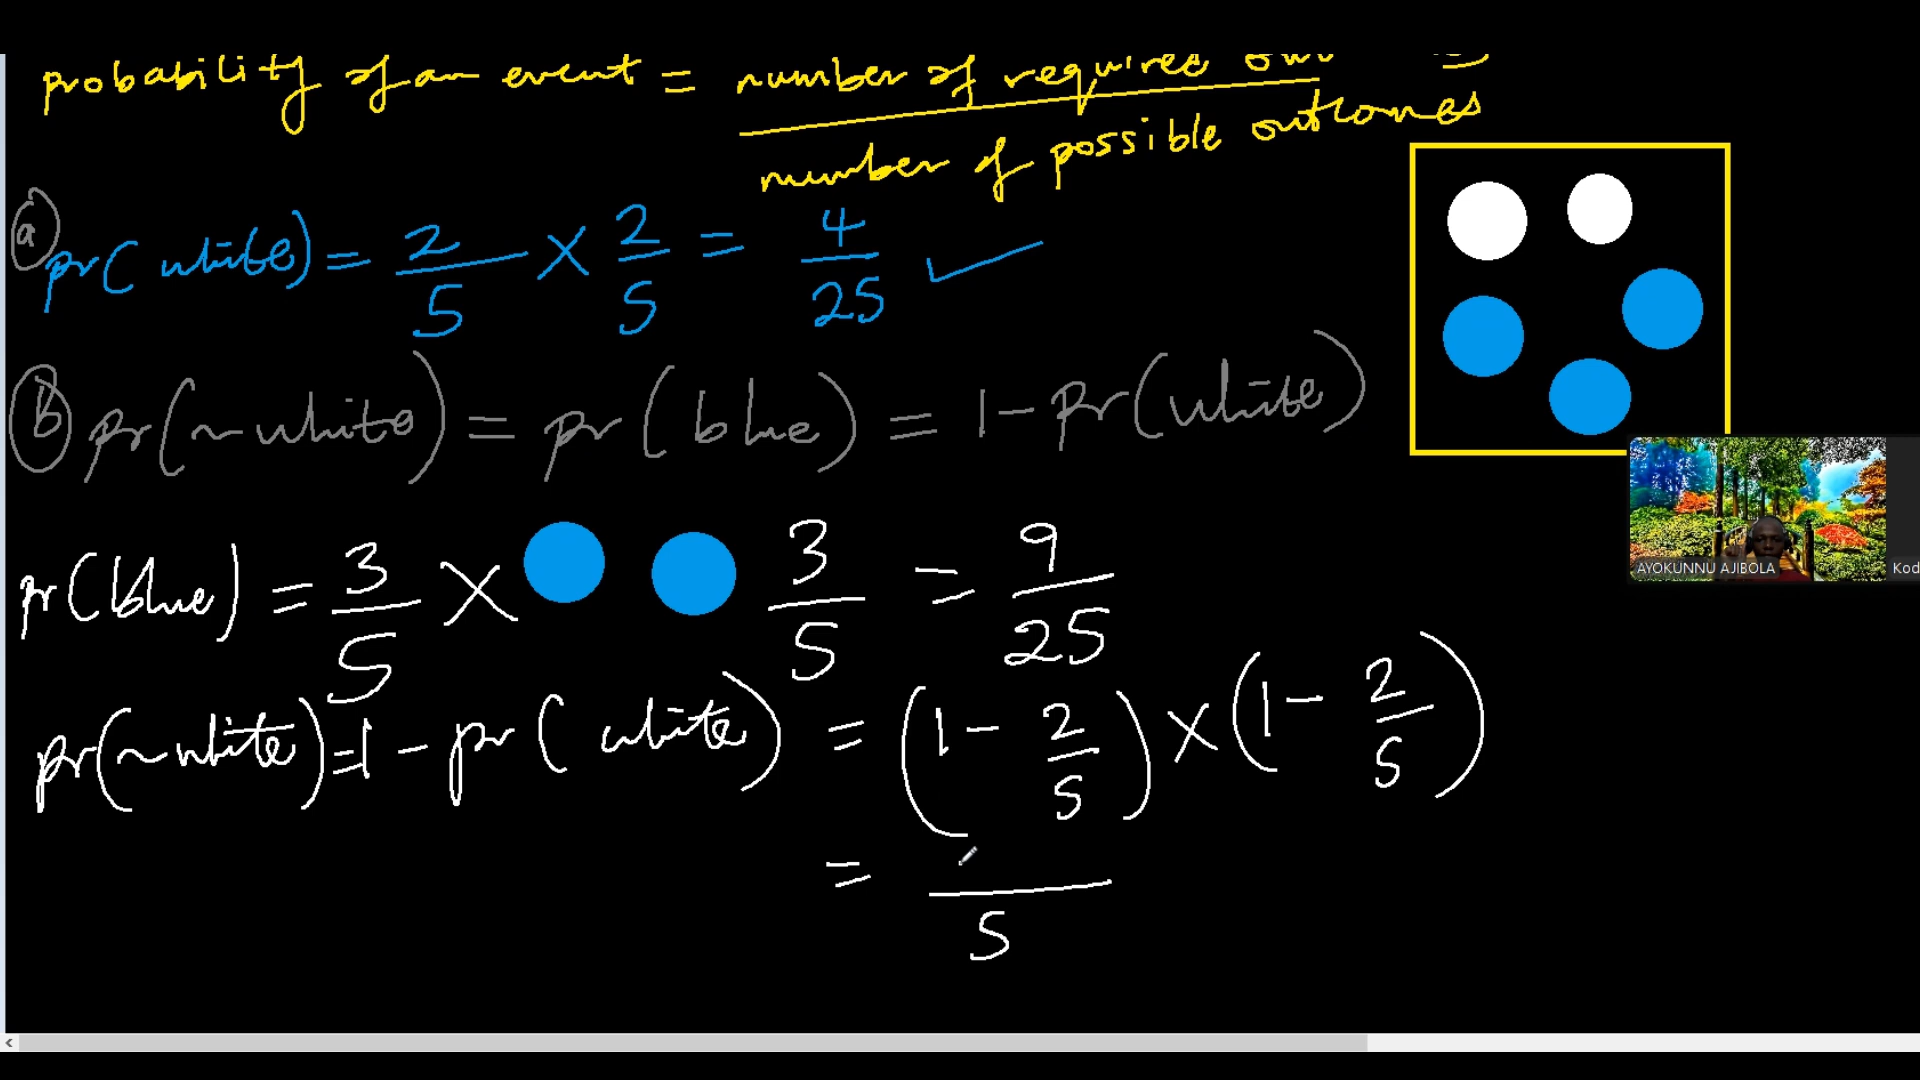 probability of an event = number of required
number of possible outcomes
(a) pr(white) = 2/5 × 2/5 = 4/25 ✓
(b) pr(~white) = pr(blue) = 1 - pr(white)
pr(blue) = 3/5 × 3/5 = 9/25
pr(~white) = 1 - pr(white) = (1 - 2/5) × (1 - 2/5)
= /5
AYOKUNNU AJIBOLA
Kod